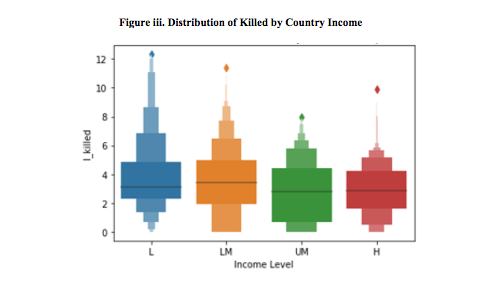 Figure iii. Distribution of Killed by Country Income
12
10
8
6
4
2
0
l_killed
L
LM
UM
H
Income Level